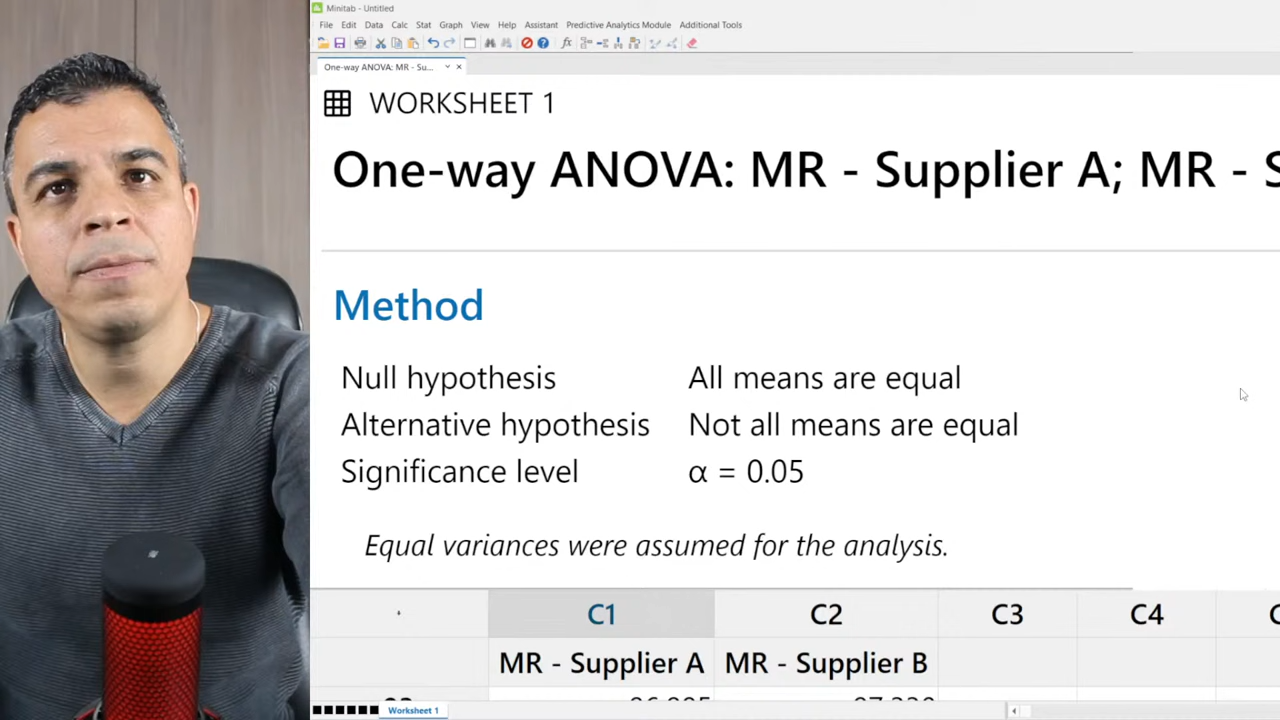 Minitab - Untitled
File Edit Data Calc Stat Graph View Help Assistant Predictive Analytics Module Additional Tools
One-way ANOVA: MR - Su...
WORKSHEET 1
One-way ANOVA: MR - Supplier A; MR - S
Method
Null hypothesis All means are equal
Alternative hypothesis Not all means are equal
Significance level α = 0.05
Equal variances were assumed for the analysis.
C1 C2 C3 C4
MR - Supplier A MR - Supplier B
Worksheet 1